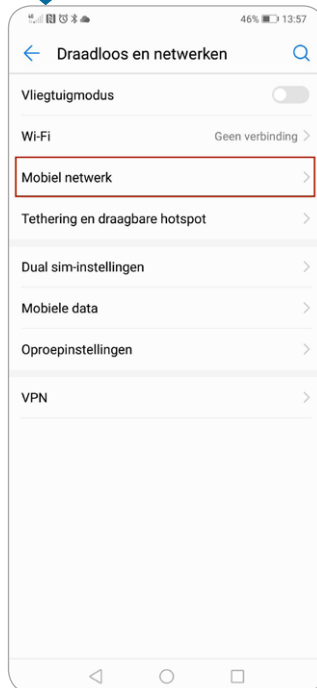 46% 13:57
Draadloos en netwerken
Vliegtuigmodus
Wi-Fi Geen verbinding
Mobiel netwerk
Tethering en draagbare hotspot
Dual sim-instellingen
Mobiele data
Oproepinstellingen
VPN